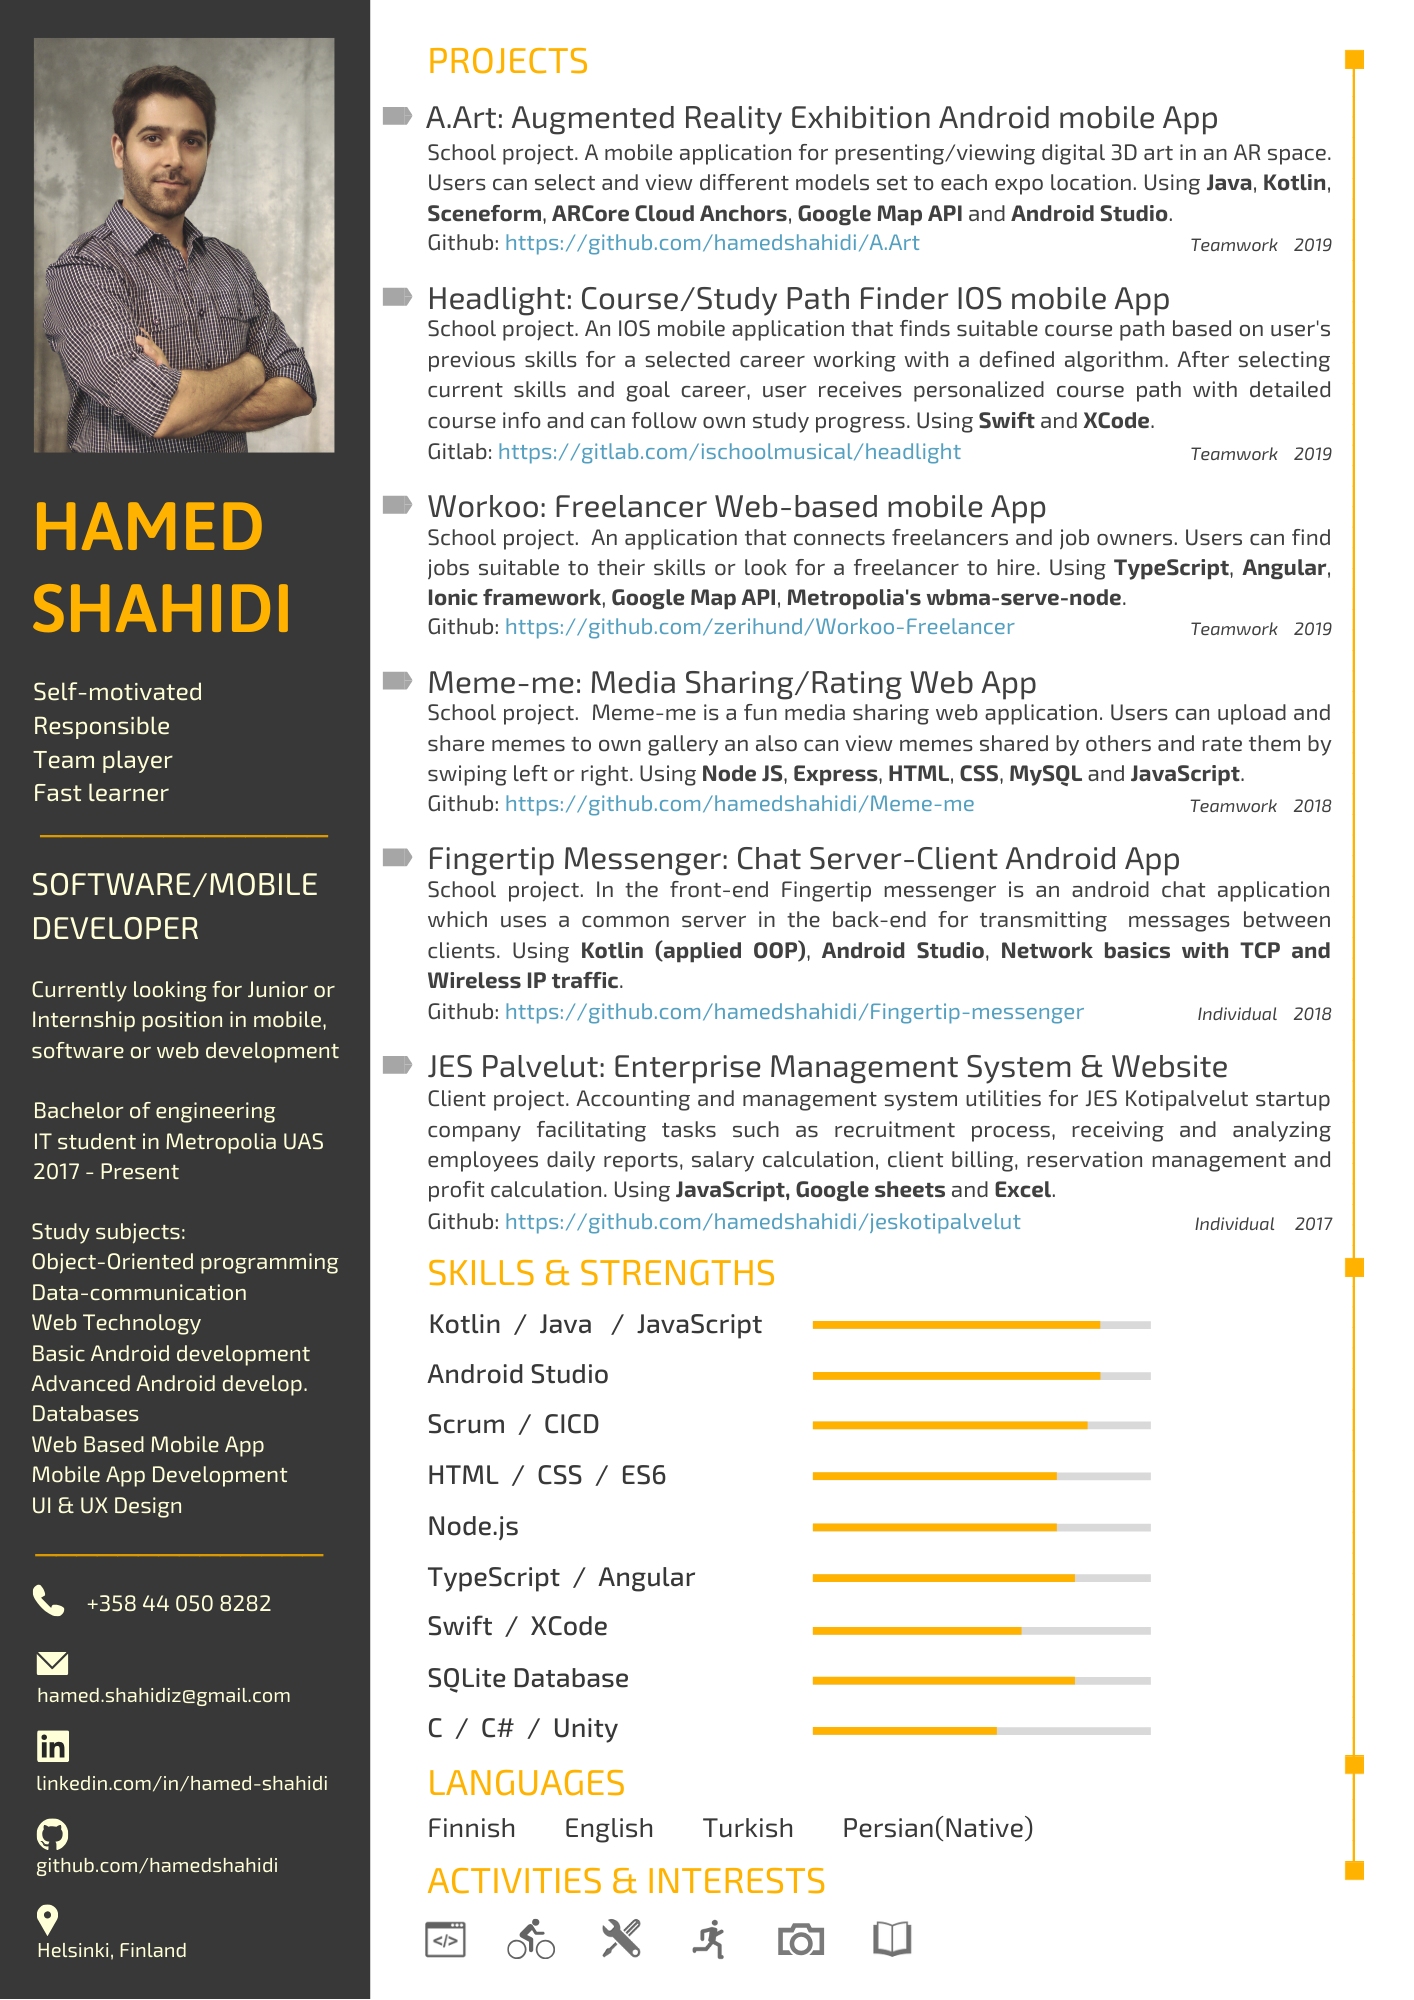 HAMED
SHAHIDI
Self-motivated
Responsible
Team player
Fast learner
SOFTWARE/MOBILE
DEVELOPER
Currently looking for Junior or
Internship position in mobile,
software or web development
Bachelor of engineering
IT student in Metropolia UAS
2017 - Present
Study subjects:
Object-Oriented programming
Data-communication
Web Technology
Basic Android development
Advanced Android develop.
Databases
Web Based Mobile App
Mobile App Development
UI & UX Design
+358 44 050 8282
hamed.shahidiz@gmail.com
in
linkedin.com/in/hamed-shahidi
github.com/hamedshahidi
Helsinki, Finland
PROJECTS
A.Art: Augmented Reality Exhibition Android mobile App
School project. A mobile application for presenting/viewing digital 3D art in an AR space.
Users can select and view different models set to each expo location. Using Java, Kotlin,
Sceneform, ARCore Cloud Anchors, Google Map API and Android Studio.
Github: https://github.com/hamedshahidi/A.Art Teamwork 2019
Headlight: Course/Study Path Finder IOS mobile App
School project. An IOS mobile application that finds suitable course path based on user's
previous skills for a selected career working with a defined algorithm. After selecting
current skills and goal career, user receives personalized course path with detailed
course info and can follow own study progress. Using Swift and XCode.
Gitlab: https://gitlab.com/ischoolmusical/headlight Teamwork 2019
Workoo: Freelancer Web-based mobile App
School project. An application that connects freelancers and job owners. Users can find
jobs suitable to their skills or look for a freelancer to hire. Using TypeScript, Angular,
Ionic framework, Google Map API, Metropolia's wbma-serve-node.
Github: https://github.com/zerihund/Workoo-Freelancer Teamwork 2019
Meme-me: Media Sharing/Rating Web App
School project. Meme-me is a fun media sharing web application. Users can upload and
share memes to own gallery an also can view memes shared by others and rate them by
swiping left or right. Using Node JS, Express, HTML, CSS, MySQL and JavaScript.
Github: https://github.com/hamedshahidi/Meme-me Teamwork 2018
Fingertip Messenger: Chat Server-Client Android App
School project. In the front-end Fingertip messenger is an android chat application
which uses a common server in the back-end for transmitting messages between
clients. Using Kotlin (applied OOP), Android Studio, Network basics with TCP and
Wireless IP traffic.
Github: https://github.com/hamedshahidi/Fingertip-messenger Individual 2018
JES Palvelut: Enterprise Management System & Website
Client project. Accounting and management system utilities for JES Kotipalvelut startup
company facilitating tasks such as recruitment process, receiving and analyzing
employees daily reports, salary calculation, client billing, reservation management and
profit calculation. Using JavaScript, Google sheets and Excel.
Github: https://github.com/hamedshahidi/jeskotipalvelut Individual 2017
SKILLS & STRENGTHS
Kotlin / Java / JavaScript
Android Studio
Scrum / CICD
HTML / CSS / ES6
Node.js
TypeScript / Angular
Swift / XCode
SQLite Database
C / C# / Unity
LANGUAGES
Finnish English Turkish Persian(Native)
ACTIVITIES & INTERESTS
</>